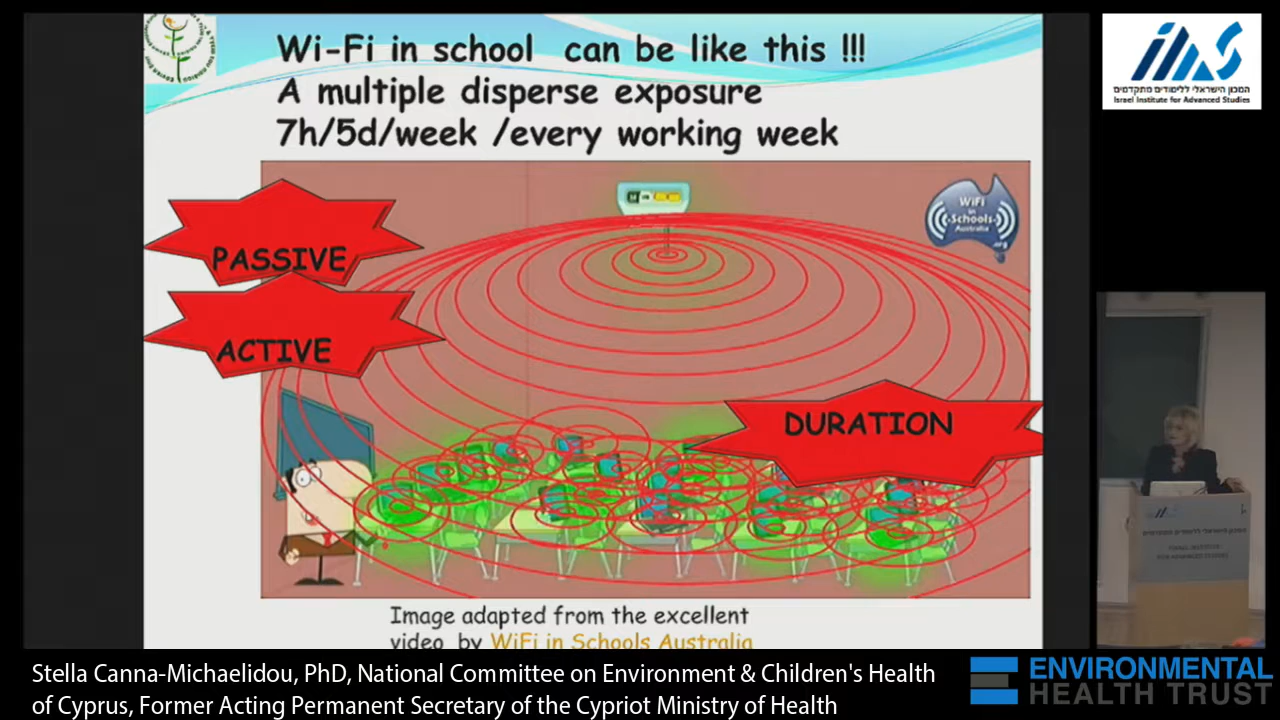 Wi-Fi in school can be like this !!!
A multiple disperse exposure
7h/5d/week /every working week
PASSIVE
ACTIVE
DURATION
WiFi
in
Schools
Australia
.org
Image adapted from the excellent
video by WiFi in Schools Australia
המכון הישראלי ללימודים מתקדמים
Israel Institute for Advanced Studies
Stella Canna-Michaelidou, PhD, National Committee on Environment & Children's Health
of Cyprus, Former Acting Permanent Secretary of the Cypriot Ministry of Health
ENVIRONMENTAL
HEALTH TRUST